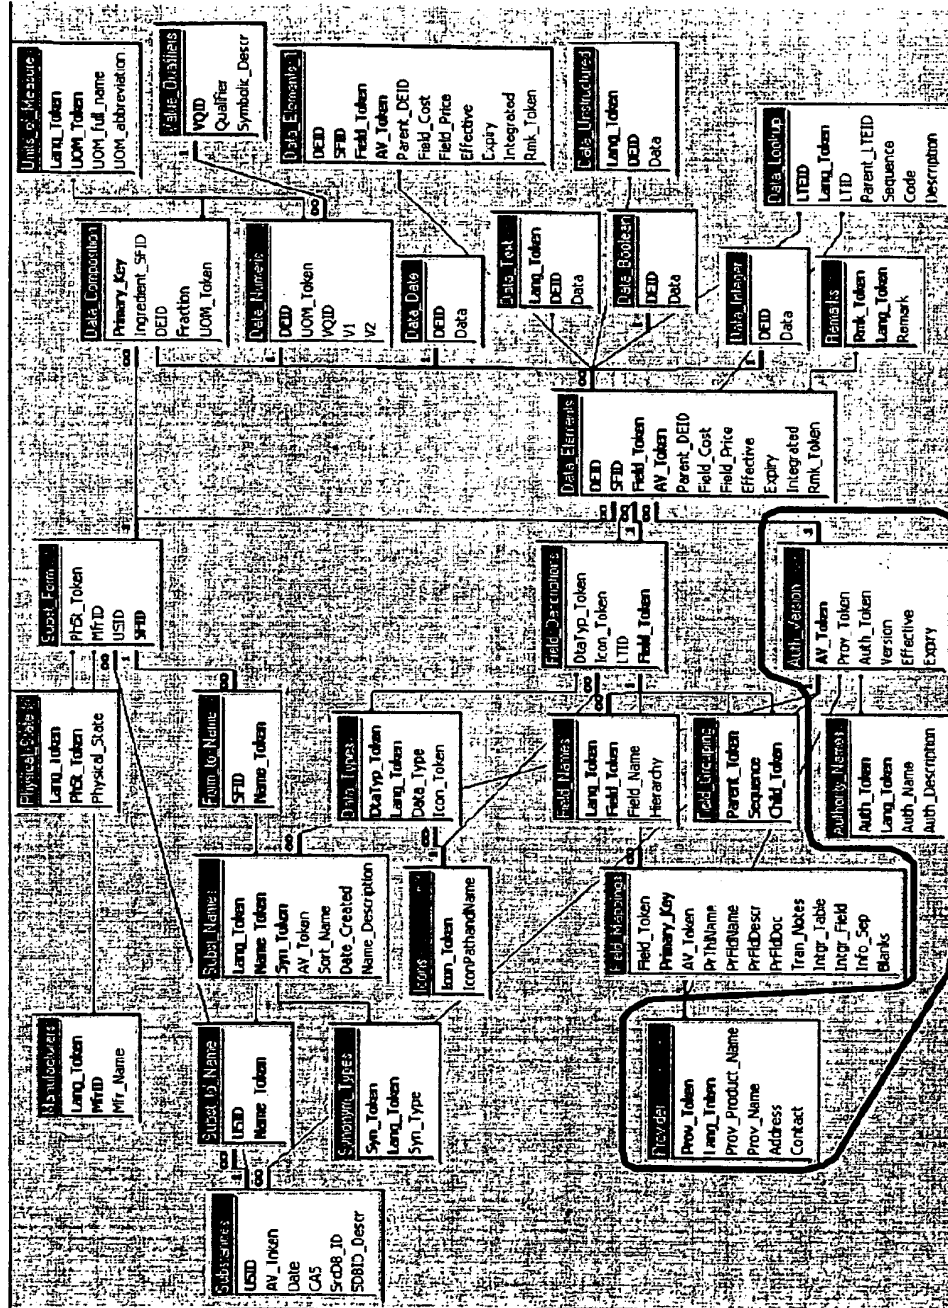 Substances
USID
AV_Token
Date
CAS
SrcDB_ID
SDBID_Descr
Manufacturers
Lang_Token
MfrID
Mfr_Name
Subst_ID_Name
USID
Name_Token
Synonym_Types
Syn_Token
Lang_Token
Syn_Type
Provider
Prov_Token
Lang_Token
Prov_Product_Name
Prov_Name
Address
Contact
Subst_Name
Lang_Token
Name_Token
Syn_Token
AV_Token
Sort_Name
Date_Created
Name_Description
Icons
Icon_Token
IconPathandName
Field_Mappings
Field_Token
Primary_Key
AV_Token
PrTblName
PrFldName
PrFldDescr
PrFldDoc
Tran_Notes
Intgr_Table
Intgr_Field
Info_Sep
Blanks
Physical_States
Lang_Token
PhSt_Token
Physical_State
Form_ID_Name
SFID
Name_Token
Data_Types
DtaTyp_Token
Lang_Token
Data_Type
Icon_Token
Field_Names
Lang_Token
Field_Token
Field_Name
Hierarchy
Field_Grouping
Parent_Token
Sequence
Child_Token
Authority_Names
Auth_Token
Lang_Token
Auth_Name
Auth_Description
Subst_Form
PhSt_Token
MfrID
USID
SFID
Field_Descriptions
DtaTyp_Token
Icon_Token
LTID
Field_Token
Auth_Version
AV_Token
Prov_Token
Auth_Token
Version
Effective
Expiry
Data_Elements
DEID
SFID
Field_Token
AV_Token
Parent_DEID
Field_Cost
Field_Price
Effective
Expiry
Integrated
Rmk_Token
Data_Composition
Primary_Key
Ingredient_SFID
DEID
Fraction
UOM_Token
Data_Numeric
DEID
UOM_Token
VQID
V1
V2
Data_Date
DEID
Data
Data_Text
Lang_Token
DEID
Data
Data_Boolean
DEID
Data
Data_Integer
DEID
Data
Remarks
Rmk_Token
Lang_Token
Remark
Units_of_Measure
Lang_Token
UOM_Token
UOM_full_name
UOM_abbreviation
Value_Qualifiers
VQID
Qualifier
Symbolic_Descr
Data_Elements_1
DEID
SFID
Field_Token
AV_Token
Parent_DEID
Field_Cost
Field_Price
Effective
Expiry
Integrated
Rmk_Token
Data_Unstructured
Lang_Token
DEID
Data
Data_Lookup
LTEID
Lang_Token
LTID
Parent_LTEID
Sequence
Code
Description